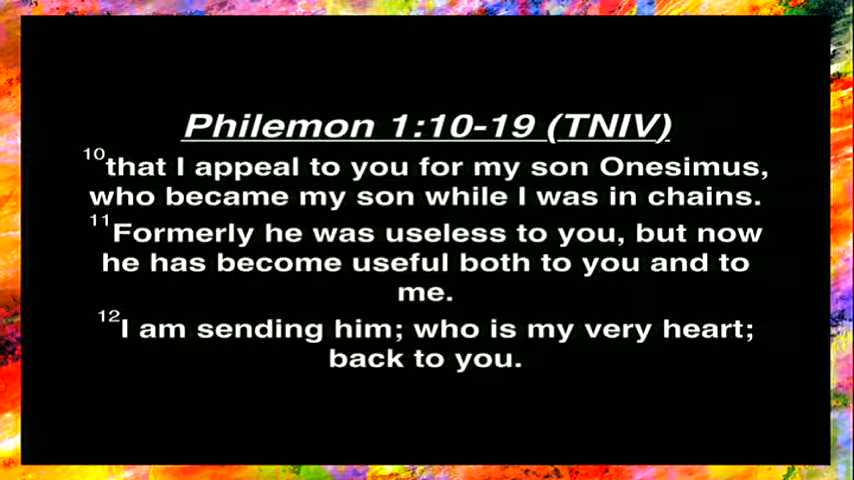 Philemon 1:10-19 (TNIV)
10that I appeal to you for my son Onesimus,
who became my son while I was in chains.
11Formerly he was useless to you, but now
he has become useful both to you and to
me.
12I am sending him; who is my very heart;
back to you.